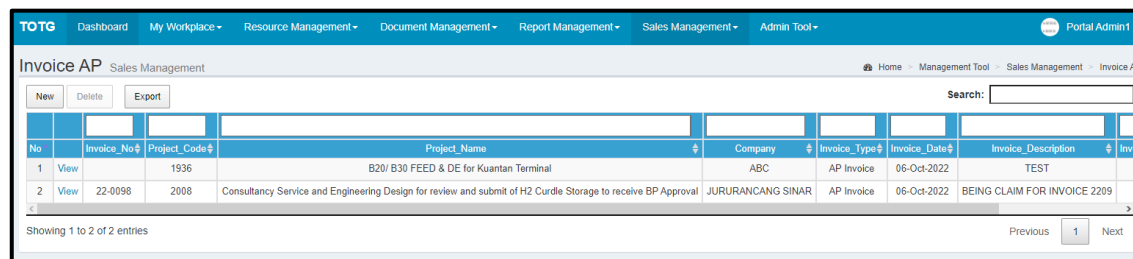 TOTG Dashboard My Workplace Resource Management Document Management Report Management Sales Management Admin Tool Portal Admin1
Invoice AP Sales Management Home > Management Tool > Sales Management > Invoice A
New Delete Export Search:
No Invoice_No Project_Code Project_Name Company Invoice_Type Invoice_Date Invoice_Description Inv
1 View 1936 B20/ B30 FEED & DE for Kuantan Terminal ABC AP Invoice 06-Oct-2022 TEST
2 View 22-0098 2008 Consultancy Service and Engineering Design for review and submit of H2 Curdle Storage to receive BP Approval JURURANCANG SINAR AP Invoice 06-Oct-2022 BEING CLAIM FOR INVOICE 2209
Showing 1 to 2 of 2 entries Previous 1 Next